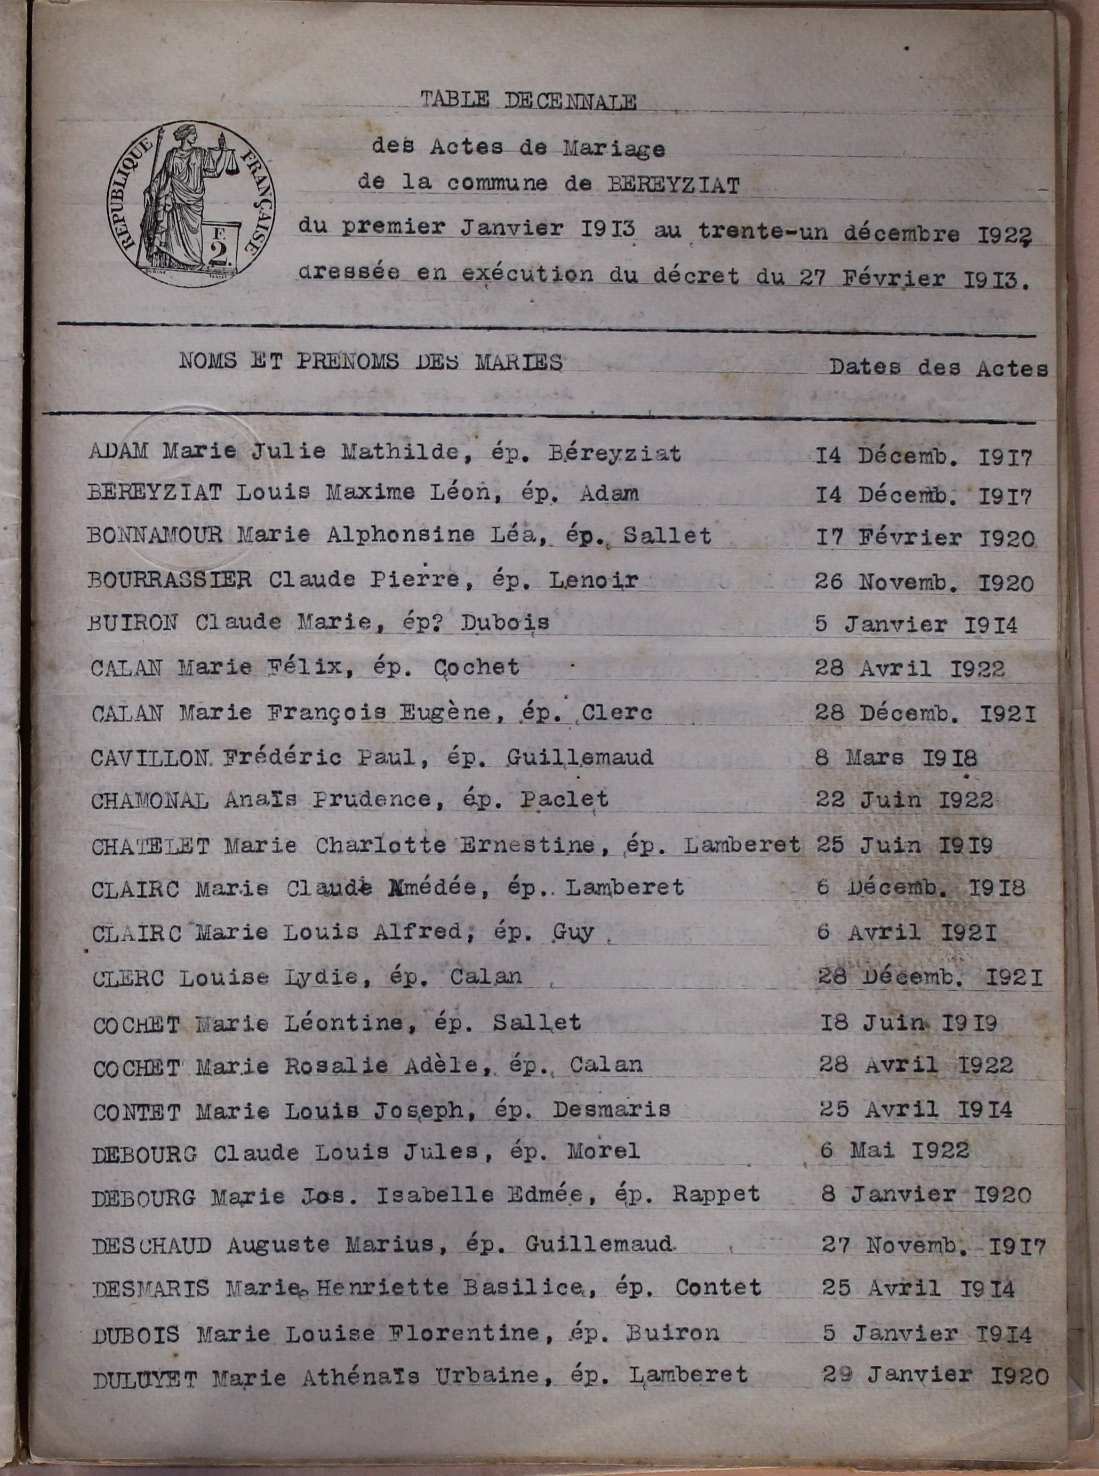 TABLE DECENNALE
des Actes de Mariage
de la commune de BEREYZIAT
du premier Janvier 1913 au trente-un décembre 1922
dressée en exécution du décret du 27 Février 1913.
REPUBLIQUE FRANÇAISE
F.
2.
NOMS ET PRENOMS DES MARIES Dates des Actes
ADAM Marie Julie Mathilde, ép. Béreyziat 14 Décemb. 1917
BEREYZIAT Louis Maxime Léon, ép. Adam 14 Décemb. 1917
BONNAMOUR Marie Alphonsine Léa, ép. Sallet 17 Février 1920
BOURRASSIER Claude Pierre, ép. Lenoir 26 Novemb. 1920
BUIRON Claude Marie, ép? Dubois 5 Janvier 1914
CALAN Marie Félix, ép. Cochet 28 Avril 1922
CALAN Marie François Eugène, ép. Clerc 28 Décemb. 1921
CAVILLON Frédéric Paul, ép. Guillemaud 8 Mars 1918
CHAMONAL Anaïs Prudence, ép. Paclet 22 Juin 1922
CHATELET Marie Charlotte Ernestine, ép. Lamberet 25 Juin 1919
CLAIRC Marie Claude Amédée, ép. Lamberet 6 Décemb. 1918
CLAIRC Marie Louis Alfred, ép. Guy 6 Avril 1921
CLERC Louise Lydie, ép. Calan 28 Décemb. 1921
COCHET Marie Léontine, ép. Sallet 18 Juin 1919
COCHET Marie Rosalie Adèle, ép. Calan 28 Avril 1922
CONTET Marie Louis Joseph, ép. Desmaris 25 Avril 1914
DEBOURG Claude Louis Jules, ép. Morel 6 Mai 1922
DEBOURG Marie Jos. Isabelle Edmée, ép. Rappet 8 Janvier 1920
DESCHAUD Auguste Marius, ép. Guillemaud 27 Novemb. 1917
DESMARIS Marie Henriette Basilice, ép. Contet 25 Avril 1914
DUBOIS Marie Louise Florentine, ép. Buiron 5 Janvier 1914
DULUYET Marie Athénaïs Urbaine, ép. Lamberet 29 Janvier 1920